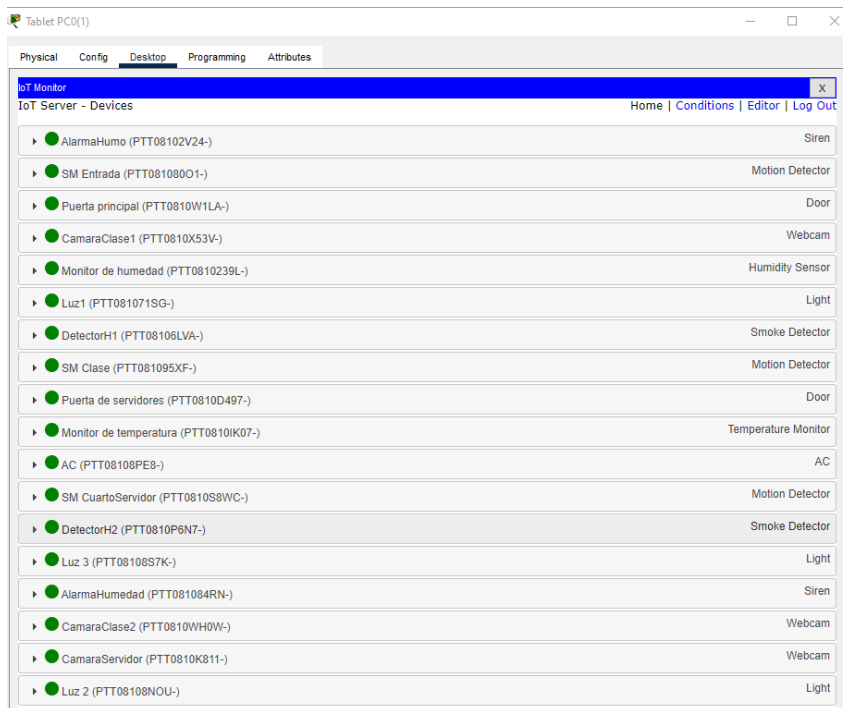 Tablet PC0(1)
Physical Config Desktop Programming Attributes
IoT Monitor X
IoT Server - Devices Home | Conditions | Editor | Log Out
AlarmaHumo (PTT08102V24-) Siren
SM Entrada (PTT081080O1-) Motion Detector
Puerta principal (PTT0810W1LA-) Door
CamaraClase1 (PTT0810X53V-) Webcam
Monitor de humedad (PTT0810239L-) Humidity Sensor
Luz1 (PTT081071SG-) Light
DetectorH1 (PTT08106LVA-) Smoke Detector
SM Clase (PTT081095XF-) Motion Detector
Puerta de servidores (PTT0810D497-) Door
Monitor de temperatura (PTT0810IK07-) Temperature Monitor
AC (PTT08108PE8-) AC
SM CuartoServidor (PTT0810S8WC-) Motion Detector
DetectorH2 (PTT0810P6N7-) Smoke Detector
Luz 3 (PTT08108S7K-) Light
AlarmaHumedad (PTT081084RN-) Siren
CamaraClase2 (PTT0810WH0W-) Webcam
CamaraServidor (PTT0810K811-) Webcam
Luz 2 (PTT08108NOU-) Light